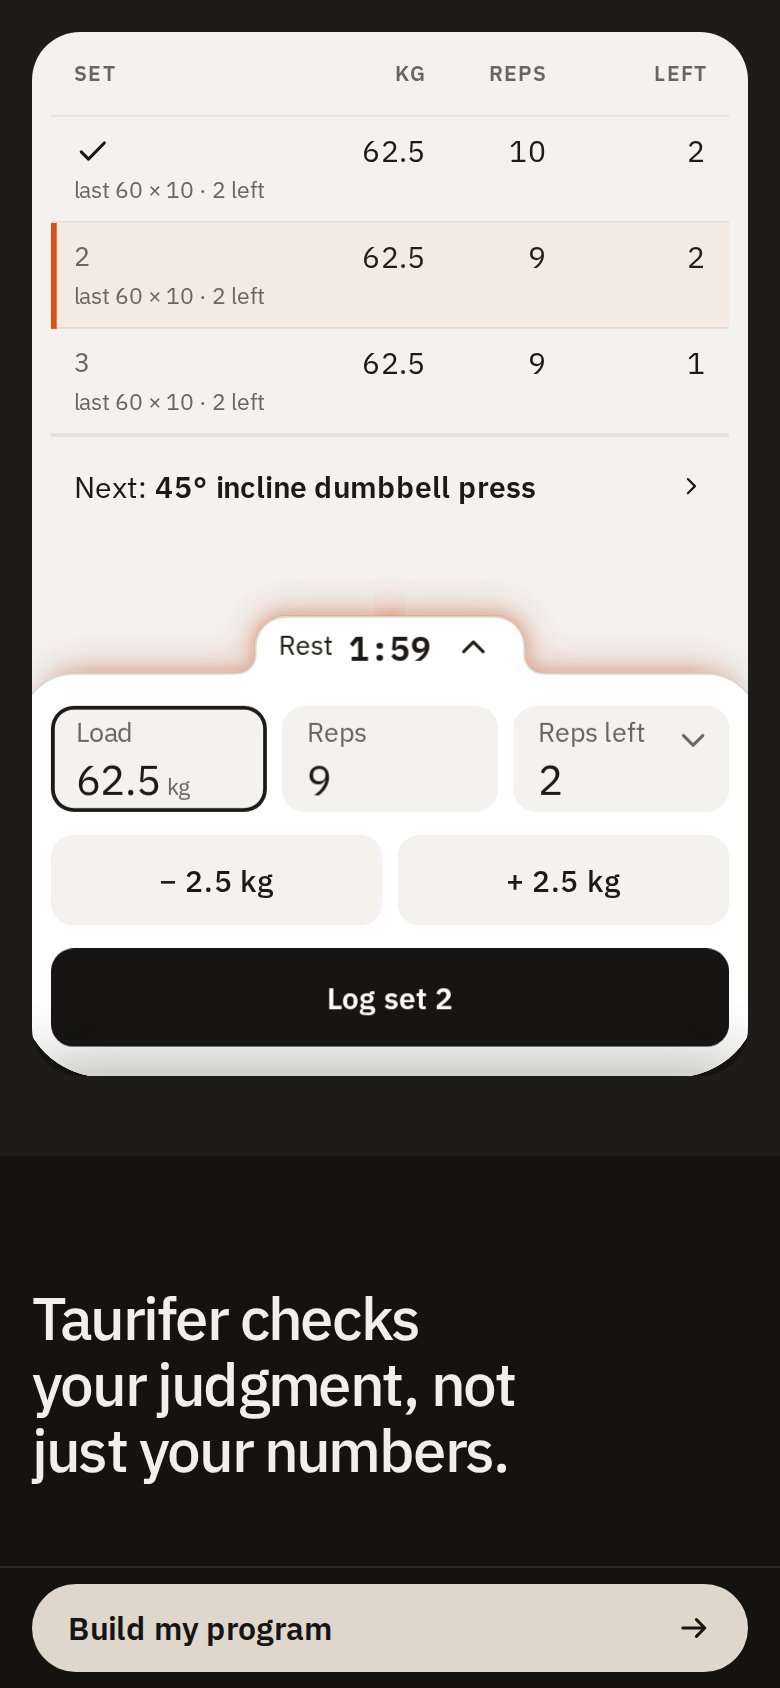 SET KG REPS LEFT
62.5 10 2
last 60 × 10 · 2 left
2 62.5 9 2
last 60 × 10 · 2 left
3 62.5 9 1
last 60 × 10 · 2 left
Next: 45° incline dumbbell press
Rest 1:59
Load Reps Reps left
62.5 kg 9 2
− 2.5 kg + 2.5 kg
Log set 2
Taurifer checks
your judgment, not
just your numbers.
Build my program